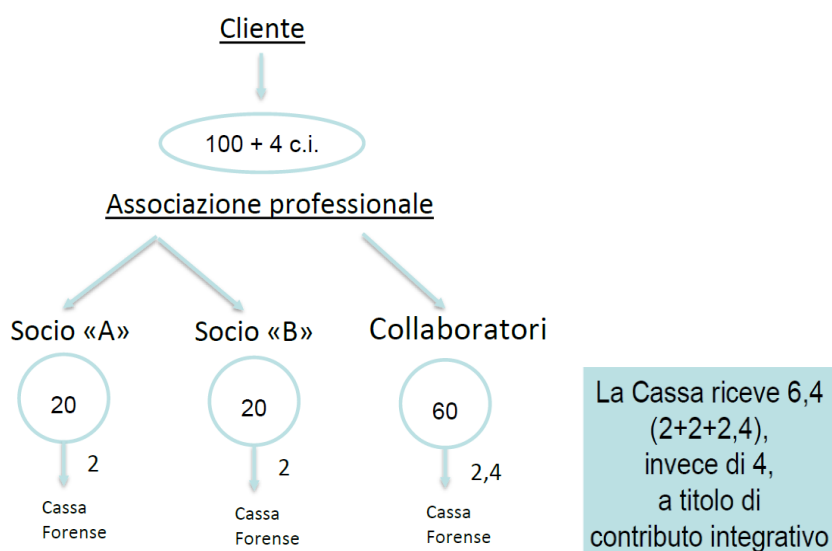 Cliente
100 + 4 c.i.
Associazione professionale
Socio «A»
Socio «B»
Collaboratori
20
20
60
2
2
2,4
Cassa
Forense
Cassa
Forense
Cassa
Forense
La Cassa riceve 6,4
(2+2+2,4),
invece di 4,
a titolo di
contributo integrativo